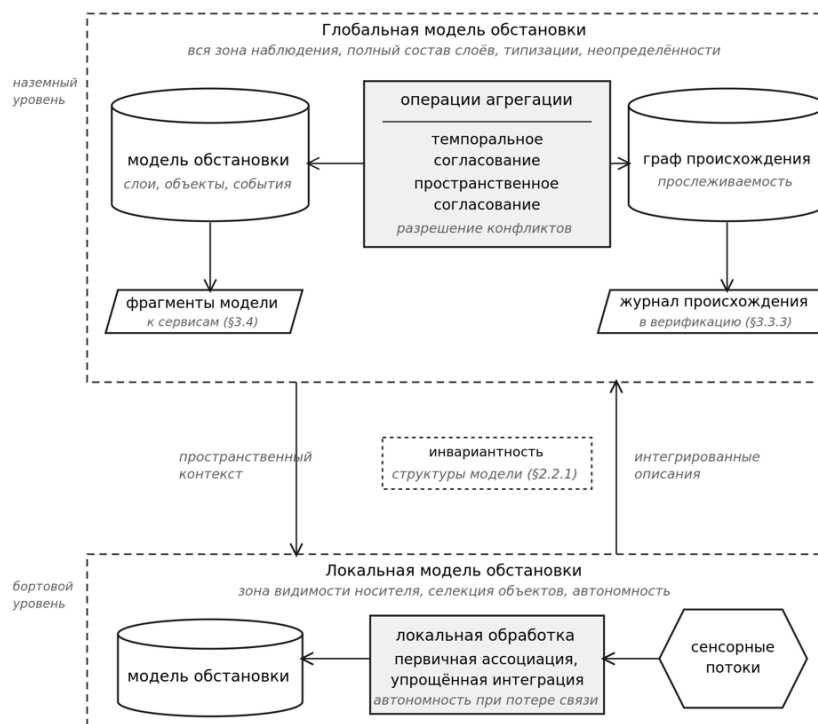 Глобальная модель обстановки
вся зона наблюдения, полный состав слоёв, типизации, неопределённости
наземный
уровень
модель обстановки
слои, объекты, события
операции агрегации
темпоральное
согласование
пространственное
согласование
разрешение конфликтов
граф происхождения
прослеживаемость
фрагменты модели
к сервисам (§3.4)
журнал происхождения
в верификацию (§3.3.3)
пространственный
контекст
инвариантность
структуры модели (§2.2.1)
интегрированные
описания
Локальная модель обстановки
зона видимости носителя, селекция объектов, автономность
бортовой
уровень
модель обстановки
локальная обработка
первичная ассоциация,
упрощённая интеграция
автономность при потере связи
сенсорные
потоки